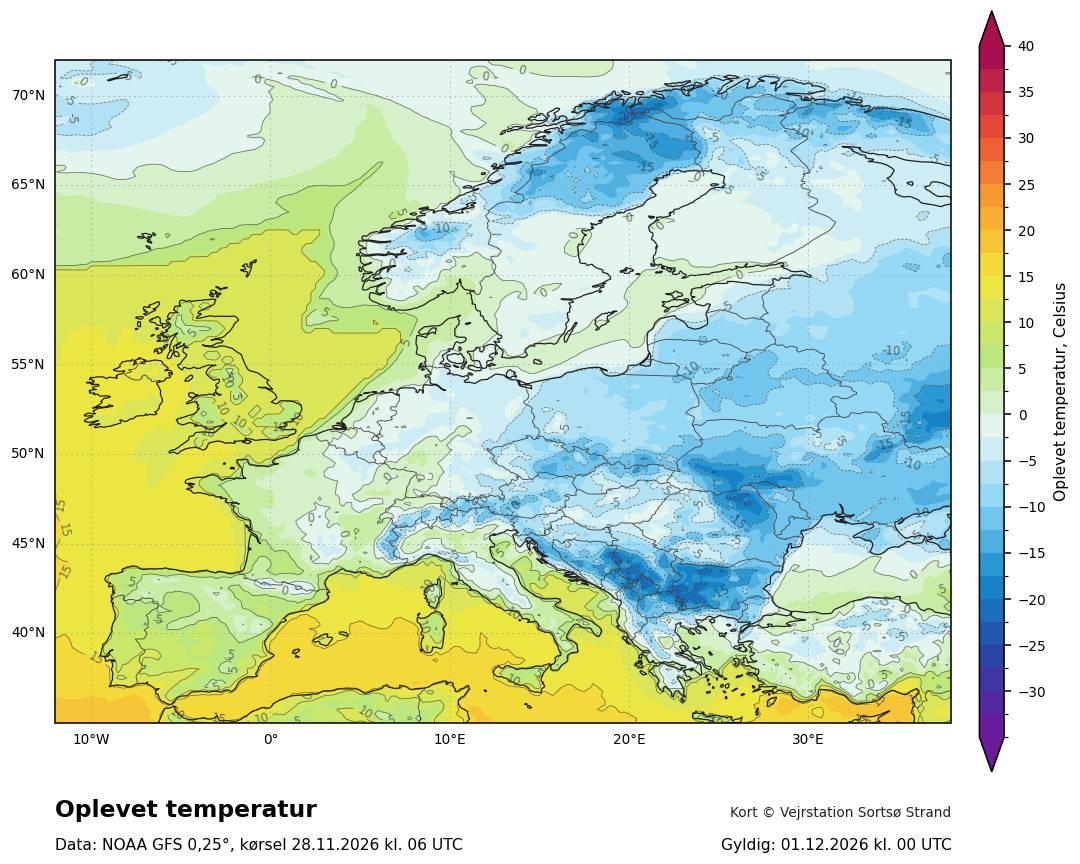 70°N
65°N
60°N
55°N
50°N
45°N
40°N
10°W 0° 10°E 20°E 30°E
40
35
30
25
20
15
10
5
0
−5
−10
−15
−20
−25
−30
Oplevet temperatur, Celsius
Oplevet temperatur
Kort © Vejrstation Sortsø Strand
Data: NOAA GFS 0,25°, kørsel 28.11.2026 kl. 06 UTC
Gyldig: 01.12.2026 kl. 00 UTC